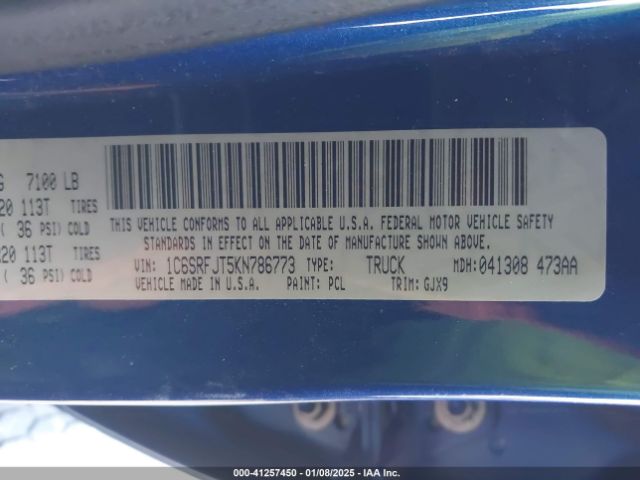 G 7100 LB
20 113T TIRES
( 36 PSI) COLD
20 113T TIRES
( 36 PSI) COLD
THIS VEHICLE CONFORMS TO ALL APPLICABLE U.S.A. FEDERAL MOTOR VEHICLE SAFETY
STANDARDS IN EFFECT ON THE DATE OF MANUFACTURE SHOWN ABOVE.
VIN: 1C6SRFJT5KN786773 TYPE: TRUCK MDH: 041308 473AA
VEHICLE MADE IN U.S.A. PAINT: PCL TRIM: GJX9
000-41257450 - 01/08/2025 - IAA Inc.